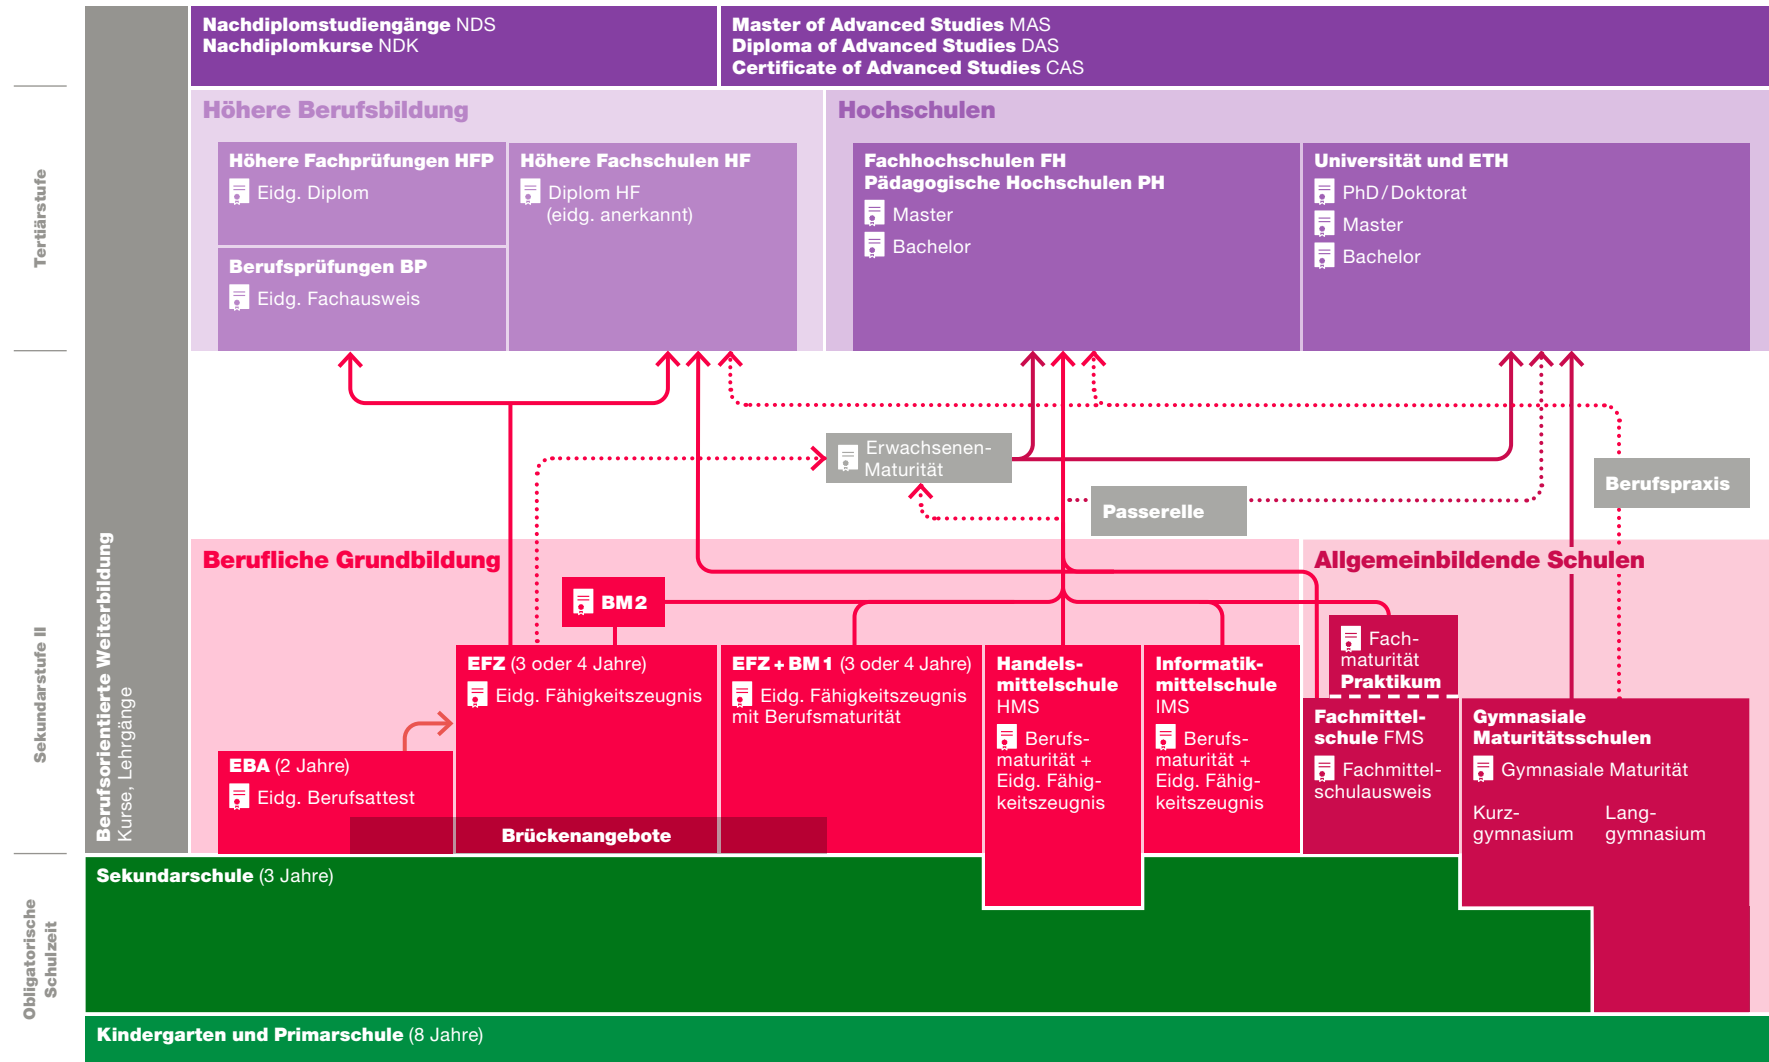 Nachdiplomstudiengänge NDS
Nachdiplomkurse NDK
Master of Advanced Studies MAS
Diploma of Advanced Studies DAS
Certificate of Advanced Studies CAS
Tertiärstufe
Höhere Berufsbildung
Höhere Fachprüfungen HFP
Eidg. Diplom
Berufsprüfungen BP
Eidg. Fachausweis
Höhere Fachschulen HF
Diplom HF
(eidg. anerkannt)
Hochschulen
Fachhochschulen FH
Pädagogische Hochschulen PH
Master
Bachelor
Universität und ETH
PhD/Doktorat
Master
Bachelor
Erwachsenen-
Maturität
Passerelle
Berufspraxis
Sekundarstufe II
Berufsorientierte Weiterbildung
Kurse, Lehrgänge
Berufliche Grundbildung
BM2
EBA (2 Jahre)
Eidg. Berufsattest
EFZ (3 oder 4 Jahre)
Eidg. Fähigkeitszeugnis
EFZ + BM1 (3 oder 4 Jahre)
Eidg. Fähigkeitszeugnis
mit Berufsmaturität
Brückenangebote
Handels-
mittelschule
HMS
Berufs-
maturität +
Eidg. Fähig-
keitszeugnis
Informatik-
mittelschule
IMS
Berufs-
maturität +
Eidg. Fähig-
keitszeugnis
Allgemeinbildende Schulen
Fach-
maturität
Praktikum
Fachmittel-
schule FMS
Fachmittel-
schulausweis
Gymnasiale
Maturitätsschulen
Gymnasiale Maturität
Kurz-
gymnasium
Lang-
gymnasium
Obligatorische
Schulzeit
Sekundarschule (3 Jahre)
Kindergarten und Primarschule (8 Jahre)